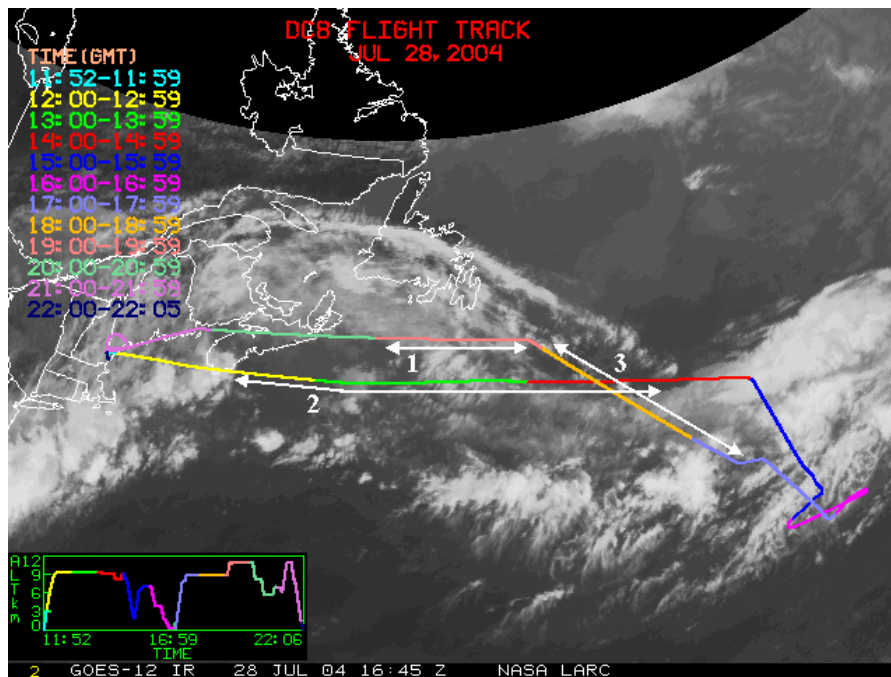 DC8 FLIGHT TRACK
JUL 28,2004
TIME(GMT)
11:52-11:59
12:00-12:59
13:00-13:59
14:00-14:59
15:00-15:59
16:00-16:59
17:00-17:59
18:00-18:59
19:00-19:59
20:00-20:59
21:00-21:59
22:00-22:05
1
3
2
ALT km
12
9
6
3
0
11:52 16:59 22:06
TIME
2 GOES-12 IR 28 JUL 04 16:45 Z NASA LARC